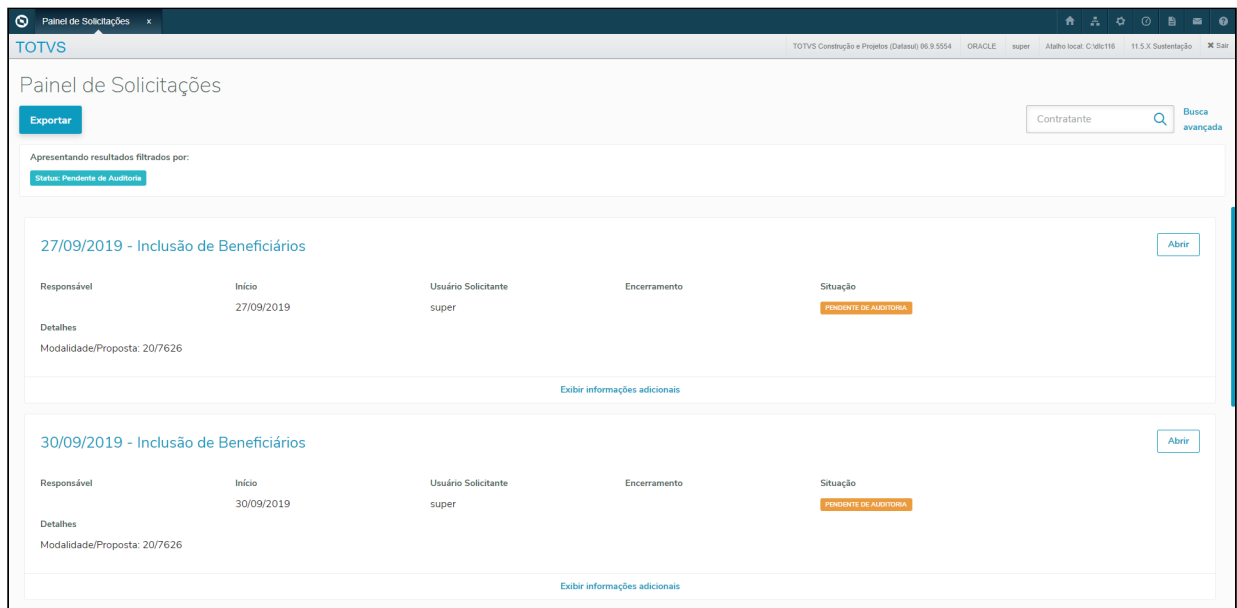 Painel de Solicitações x
TOTVS
TOTVS Construção e Projetos (Datasul) 06.9.5554 ORACLE super Atalho local: C:\dlc116 11.5.X Sustentação ✖ Sair
Painel de Solicitações
Exportar
Contratante
Busca
avançada
Apresentando resultados filtrados por:
Status: Pendente de Auditoria
27/09/2019 - Inclusão de Beneficiários
Abrir
Responsável Início Usuário Solicitante Encerramento Situação
27/09/2019 super PENDENTE DE AUDITORIA
Detalhes
Modalidade/Proposta: 20/7626
Exibir informações adicionais
30/09/2019 - Inclusão de Beneficiários
Abrir
Responsável Início Usuário Solicitante Encerramento Situação
30/09/2019 super PENDENTE DE AUDITORIA
Detalhes
Modalidade/Proposta: 20/7626
Exibir informações adicionais